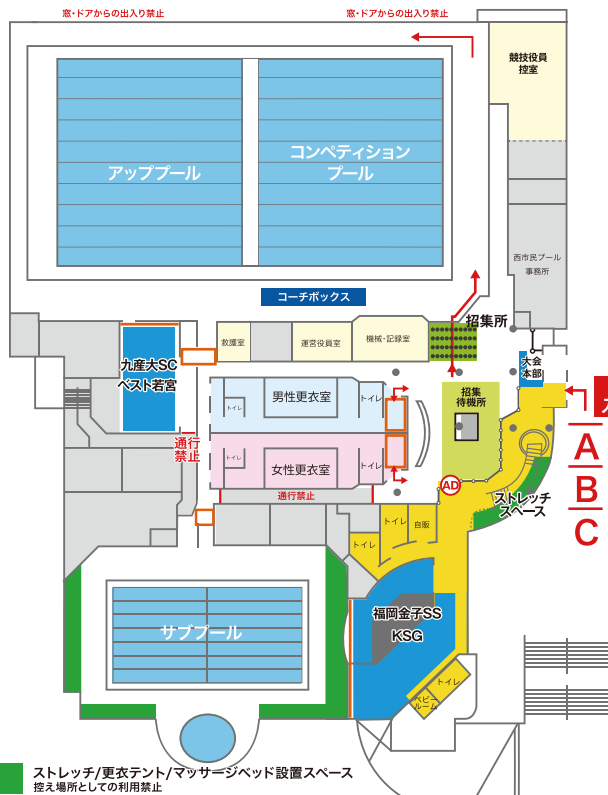 窓・ドアからの出入り禁止
窓・ドアからの出入り禁止
競技役員
控室
アッププール
コンペティション
プール
西市民プール
事務所
コーチボックス
招集所
救護室
運営役員室
機械・記録室
大会
本部
九産大SC
ベスト若宮
男性更衣室
トイレ
トイレ
招集
待機所
通行
禁止
女性更衣室
トイレ
トイレ
通行禁止
AD
A
B
C
ストレッチ
スペース
トイレ
自販
トイレ
福岡金子SS
KSG
サブプール
トイレ
ベビー
ルーム
ストレッチ/更衣テント/マッサージベッド設置スペース
控え場所としての利用禁止